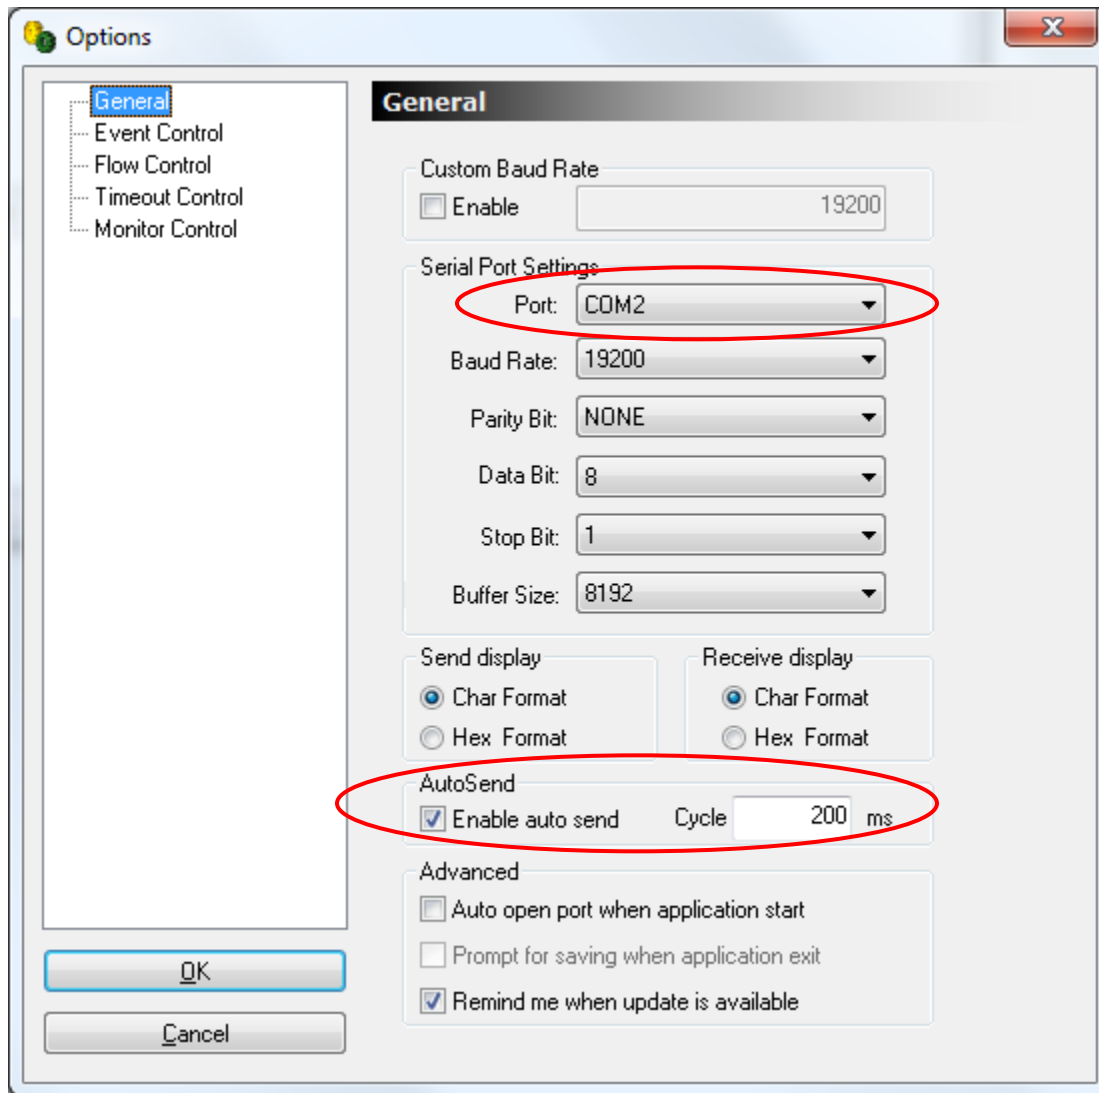 Options
General
Event Control
Flow Control
Timeout Control
Monitor Control
OK
Cancel
General
Custom Baud Rate
Enable 19200
Serial Port Settings
Port: COM2
Baud Rate: 19200
Parity Bit: NONE
Data Bit: 8
Stop Bit: 1
Buffer Size: 8192
Send display
Char Format
Hex Format
Receive display
Char Format
Hex Format
AutoSend
Enable auto send Cycle 200 ms
Advanced
Auto open port when application start
Prompt for saving when application exit
Remind me when update is available